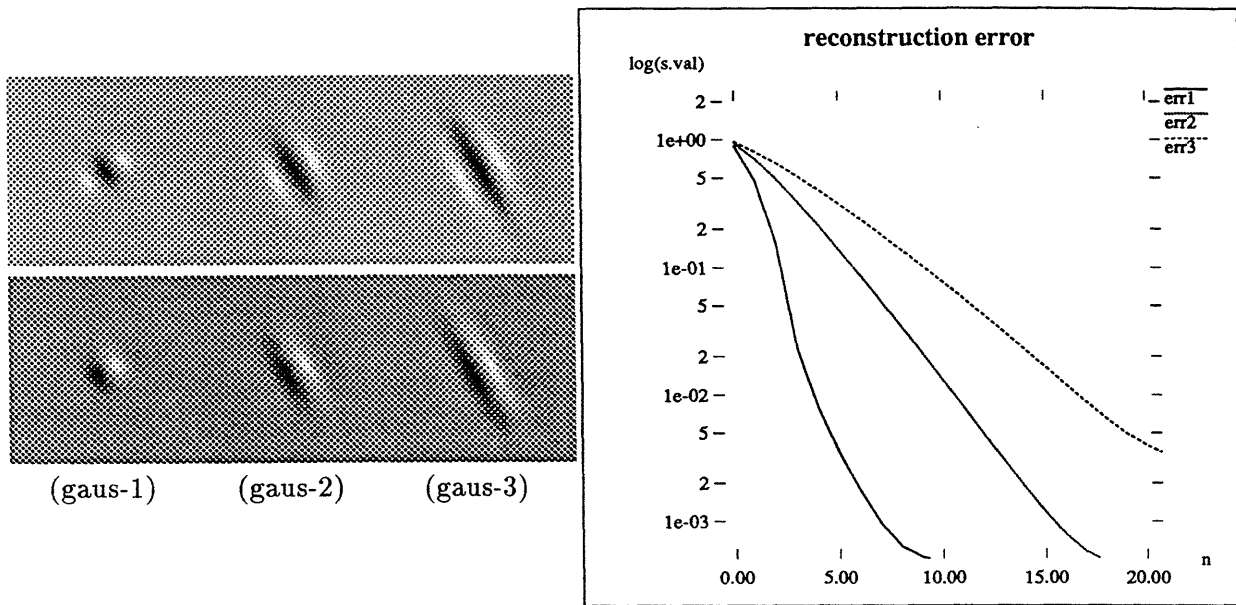 (gaus-1) (gaus-2) (gaus-3)
reconstruction error
log(s.val)
2
1e+00
5
2
1e-01
5
2
1e-02
5
2
1e-03
0.00 5.00 10.00 15.00 20.00
n
err1
err2
err3